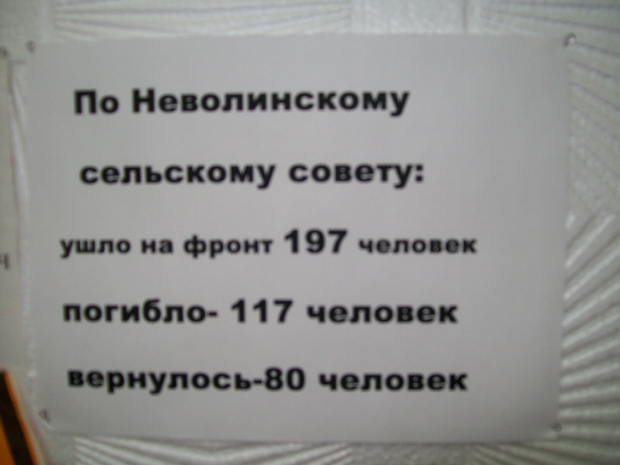 По Неволинскому
сельскому совету:
ушло на фронт 197 человек
погибло- 117 человек
вернулось-80 человек